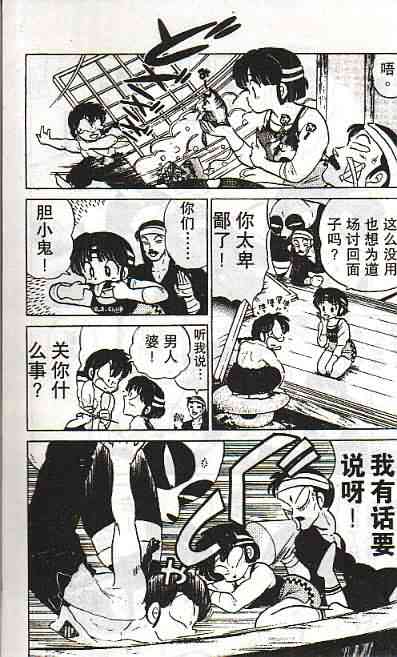 唔。
这么没用
也想为道
场讨回面
子吗？
你太卑
鄙了！
你们…
胆小鬼！
听我说…
男人
婆！
关你什
么事？
我有话要
说呀！